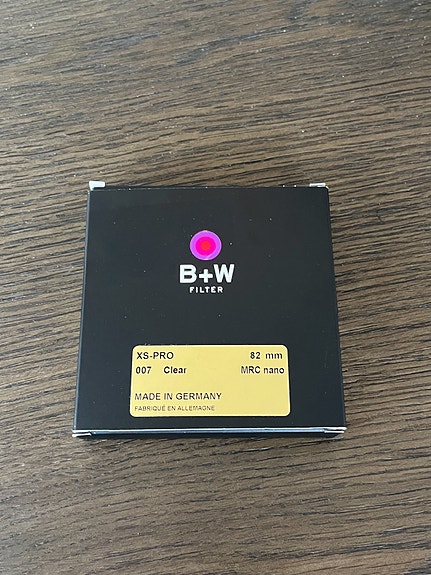 B+W
FILTER
XS-PRO 82 mm
007 Clear MRC nano
MADE IN GERMANY
FABRIQUÉ EN ALLEMAGNE